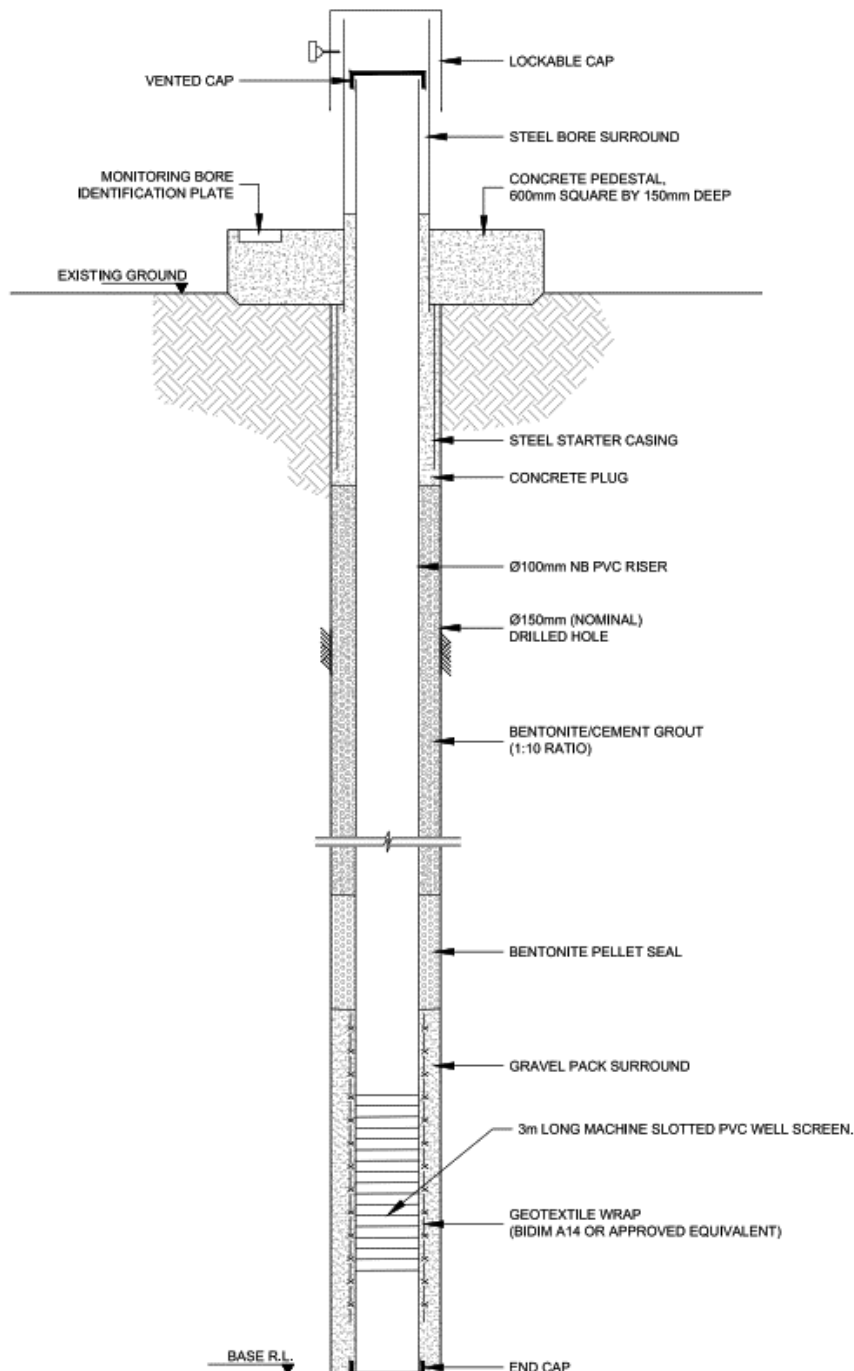 LOCKABLE CAP
VENTED CAP
STEEL BORE SURROUND
MONITORING BORE
IDENTIFICATION PLATE
CONCRETE PEDESTAL,
600mm SQUARE BY 150mm DEEP
EXISTING GROUND
STEEL STARTER CASING
CONCRETE PLUG
Ø100mm NB PVC RISER
Ø150mm (NOMINAL)
DRILLED HOLE
BENTONITE/CEMENT GROUT
(1:10 RATIO)
BENTONITE PELLET SEAL
GRAVEL PACK SURROUND
3m LONG MACHINE SLOTTED PVC WELL SCREEN.
GEOTEXTILE WRAP
(BIDIM A14 OR APPROVED EQUIVALENT)
BASE R.L.
END CAP